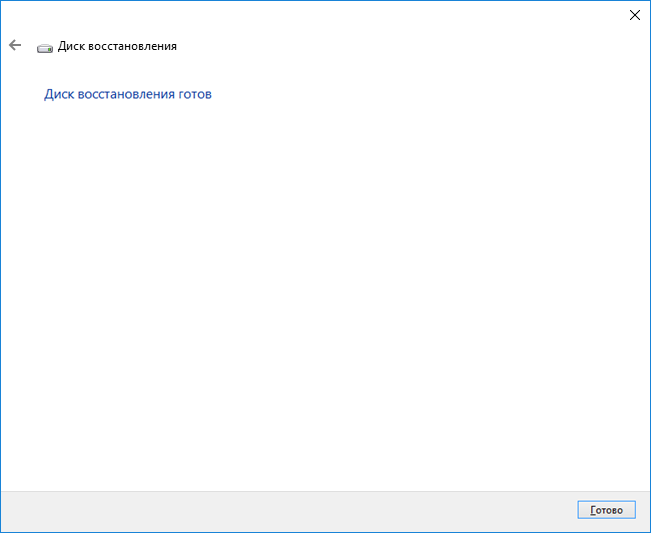 Диск восстановления
Диск восстановления готов
Готово